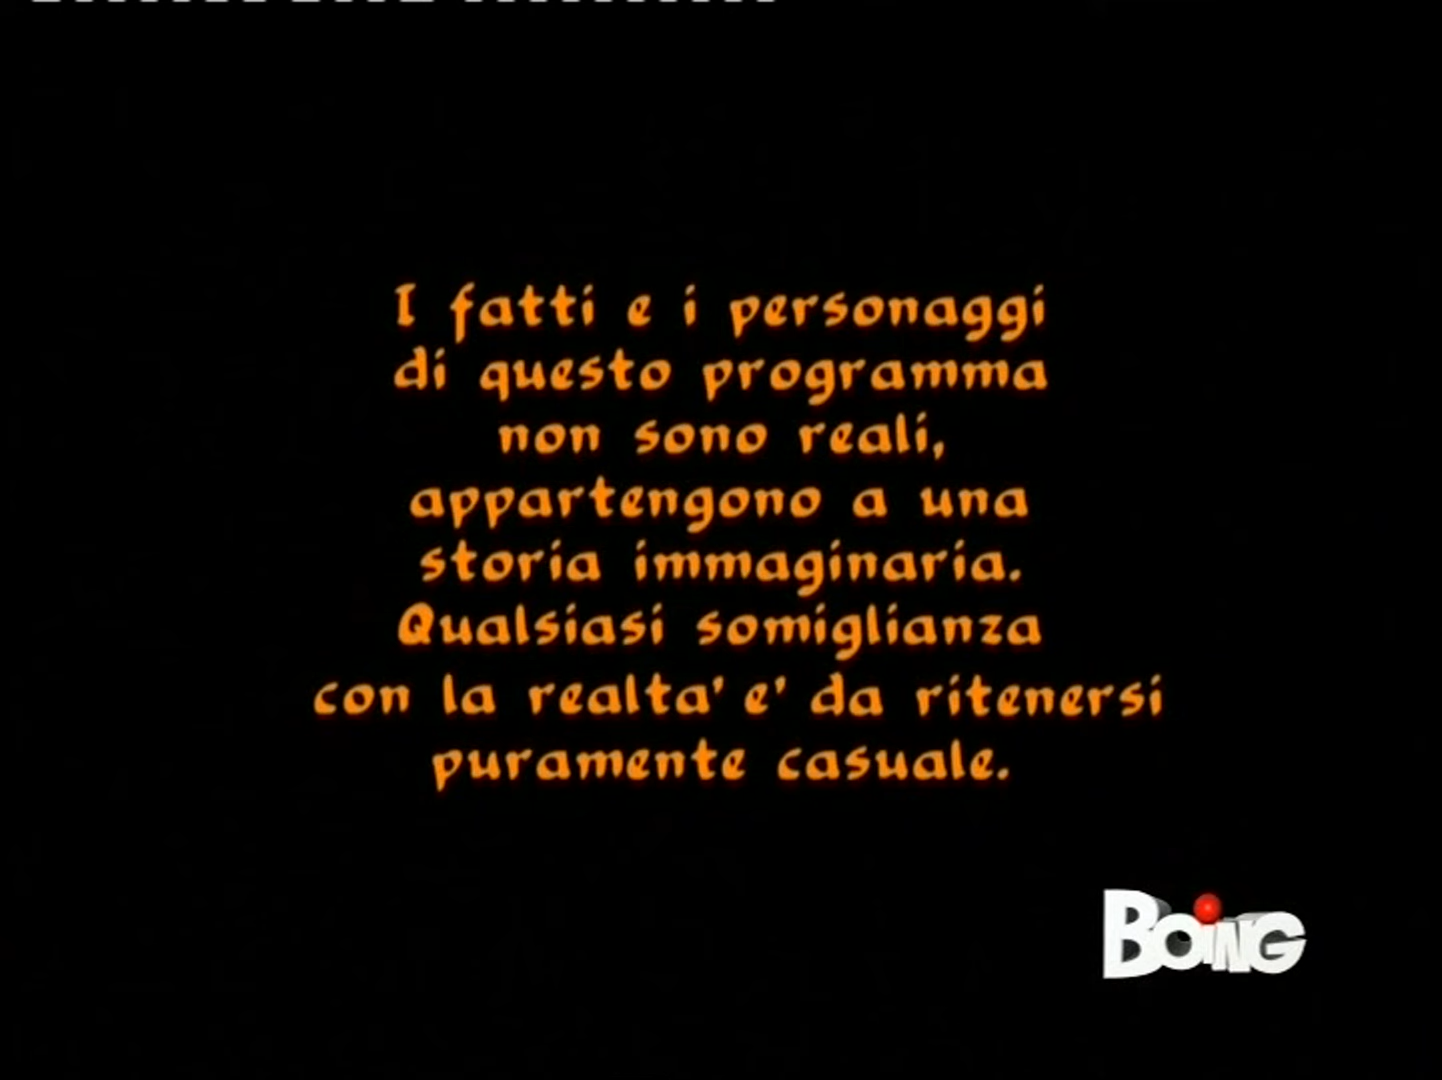 I fatti e i personaggi
di questo programma
non sono reali,
appartengono a una
storia immaginaria.
Qualsiasi somiglianza
con la realta' e' da ritenersi
puramente casuale.
BOING